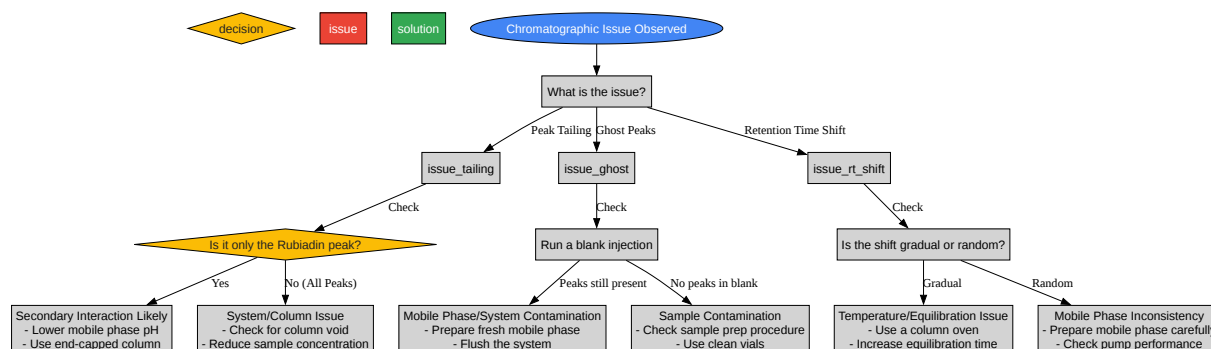 decision
issue
solution
Chromatographic Issue Observed
What is the issue?
Peak Tailing
Ghost Peaks
Retention Time Shift
issue_tailing
issue_ghost
issue_rt_shift
Check
Check
Check
Is it only the Rubiadin peak?
Run a blank injection
Is the shift gradual or random?
Yes
No (All Peaks)
Peaks still present
No peaks in blank
Gradual
Random
Secondary Interaction Likely
- Lower mobile phase pH
- Use end-capped column
System/Column Issue
- Check for column void
- Reduce sample concentration
Mobile Phase/System Contamination
- Prepare fresh mobile phase
- Flush the system
Sample Contamination
- Check sample prep procedure
- Use clean vials
Temperature/Equilibration Issue
- Use a column oven
- Increase equilibration time
Mobile Phase Inconsistency
- Prepare mobile phase carefully
- Check pump performance